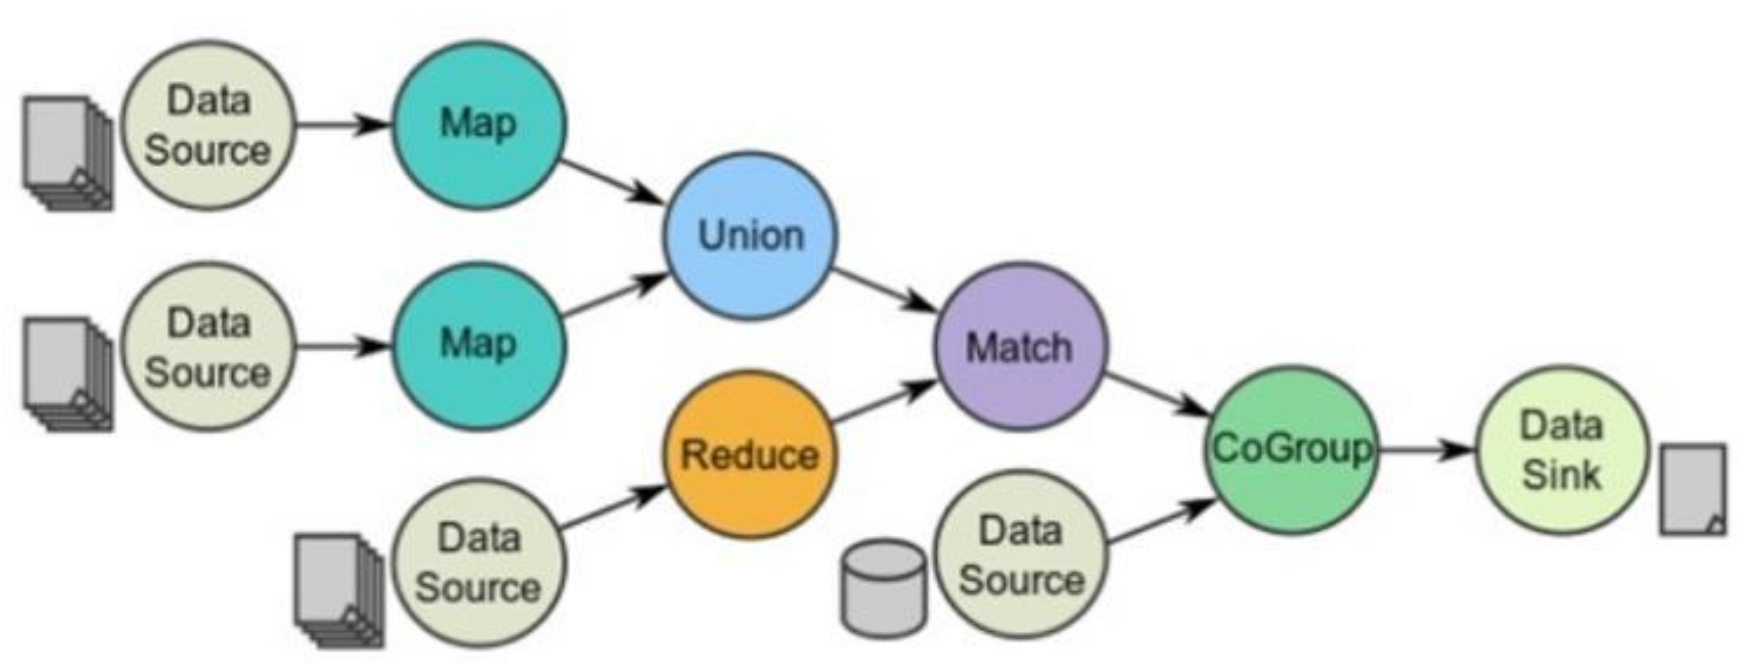 Data
Source
Map
Union
Data
Source
Map
Match
Reduce
CoGroup
Data
Sink
Data
Source
Data
Source